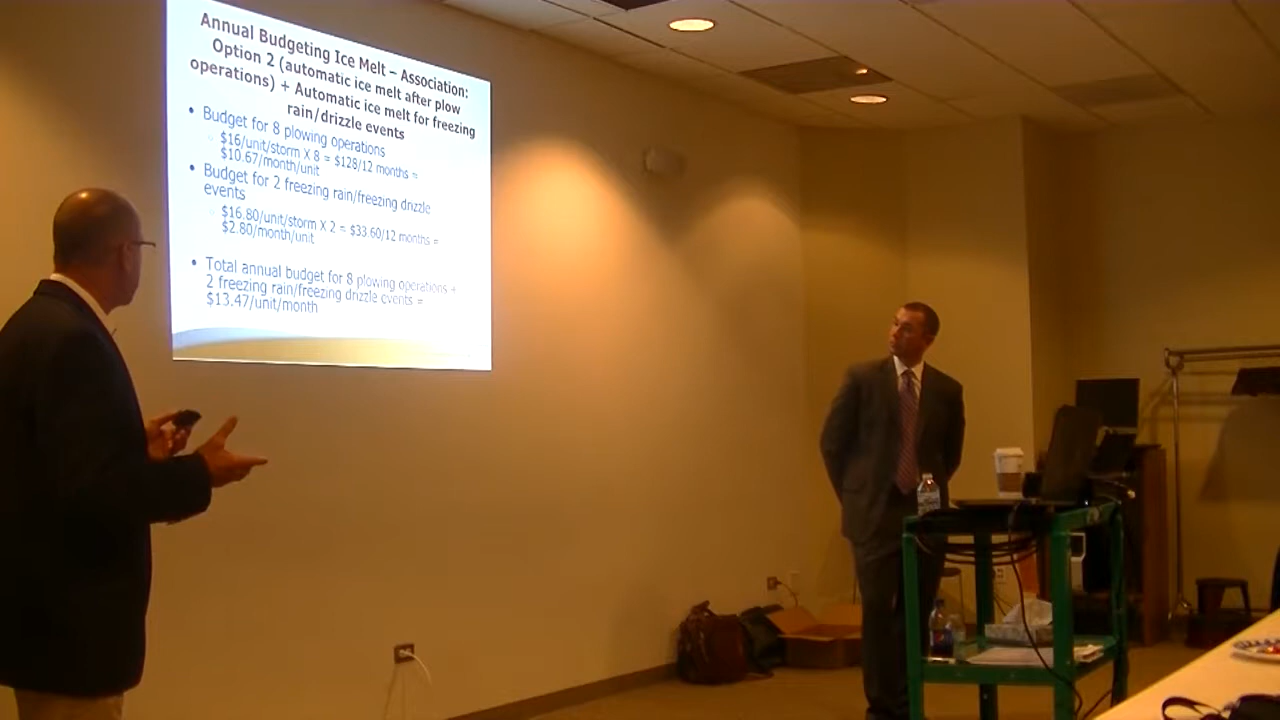 Annual Budgeting Ice Melt – Association:
Option 2 (automatic ice melt after plow
operations) + Automatic ice melt for freezing
rain/drizzle events
• Budget for 8 plowing operations
$16/unit/storm X 8 = $128/12 months =
$10.67/month/unit
• Budget for 2 freezing rain/freezing drizzle
events
$16.80/unit/storm X 2 = $33.60/12 months =
$2.80/month/unit
• Total annual budget for 8 plowing operations +
2 freezing rain/freezing drizzle events =
$13.47/unit/month